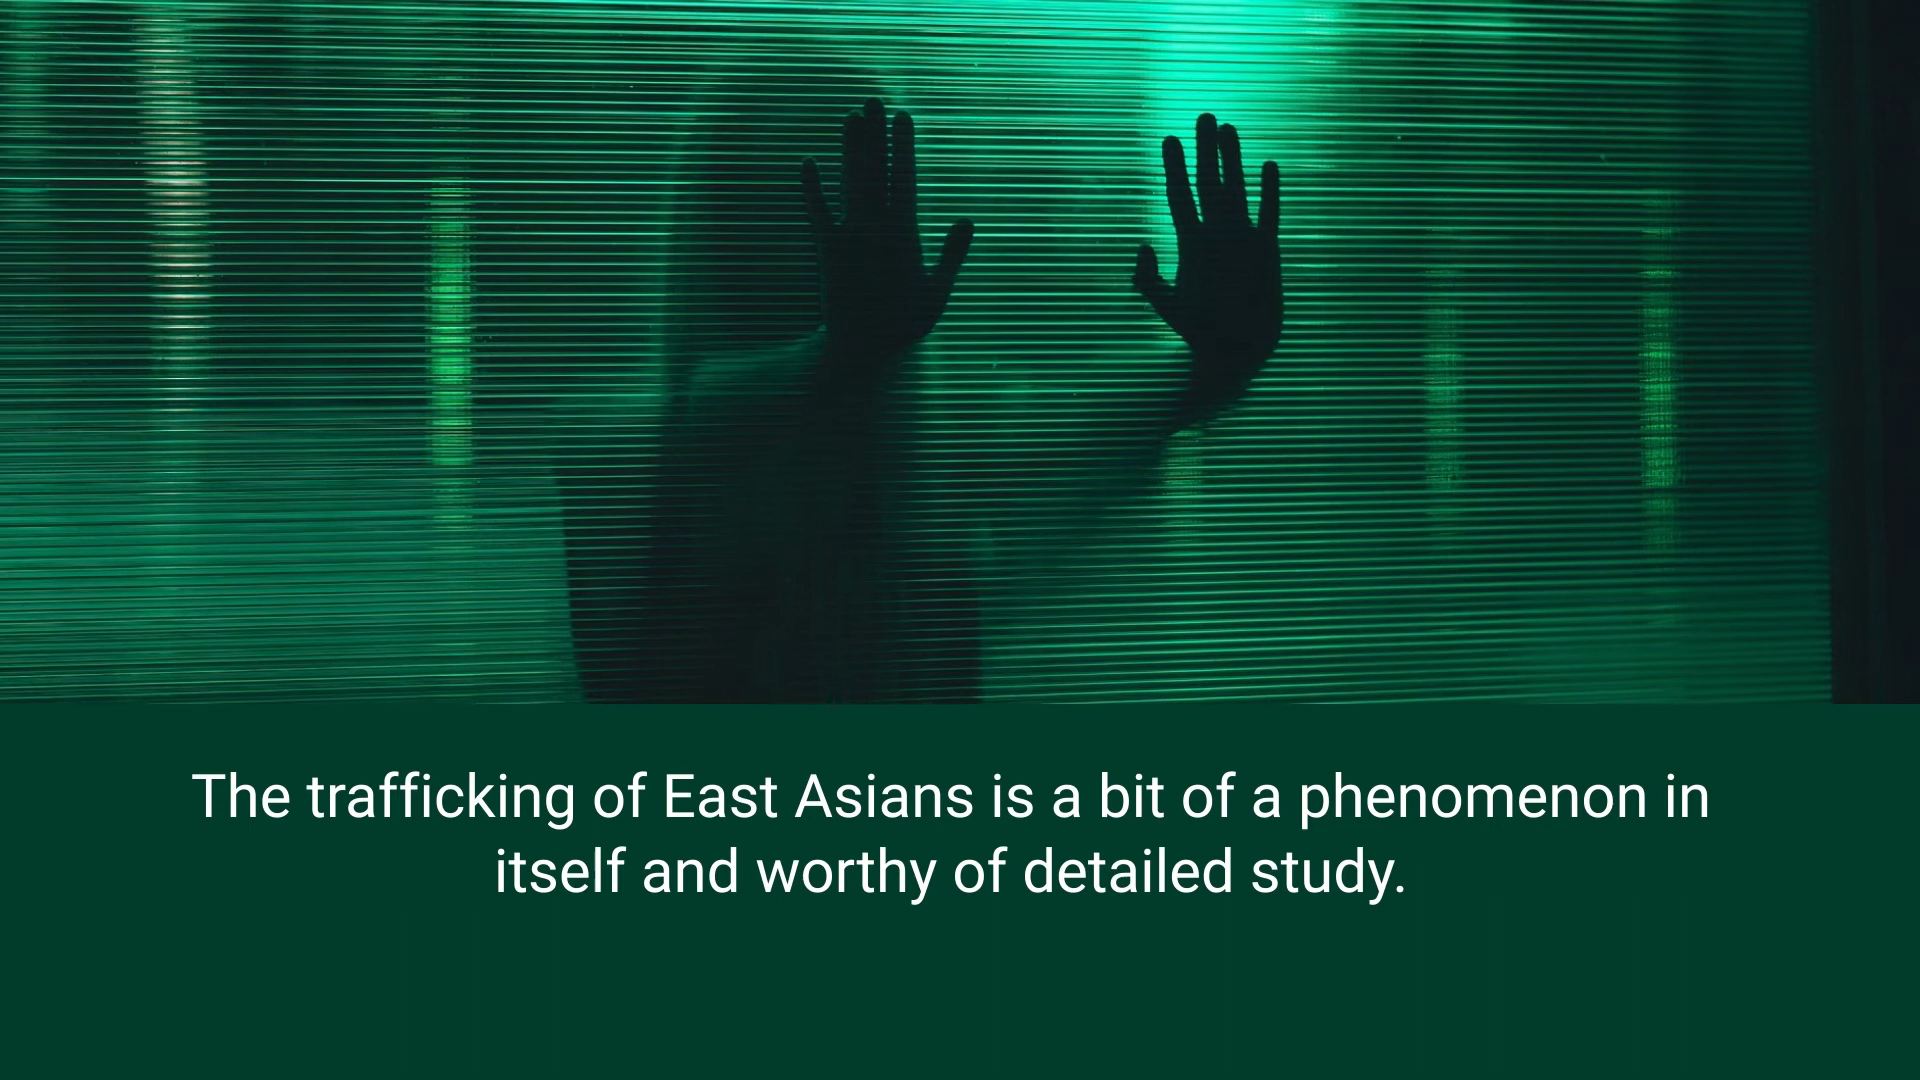 The trafficking of East Asians is a bit of a phenomenon in
itself and worthy of detailed study.